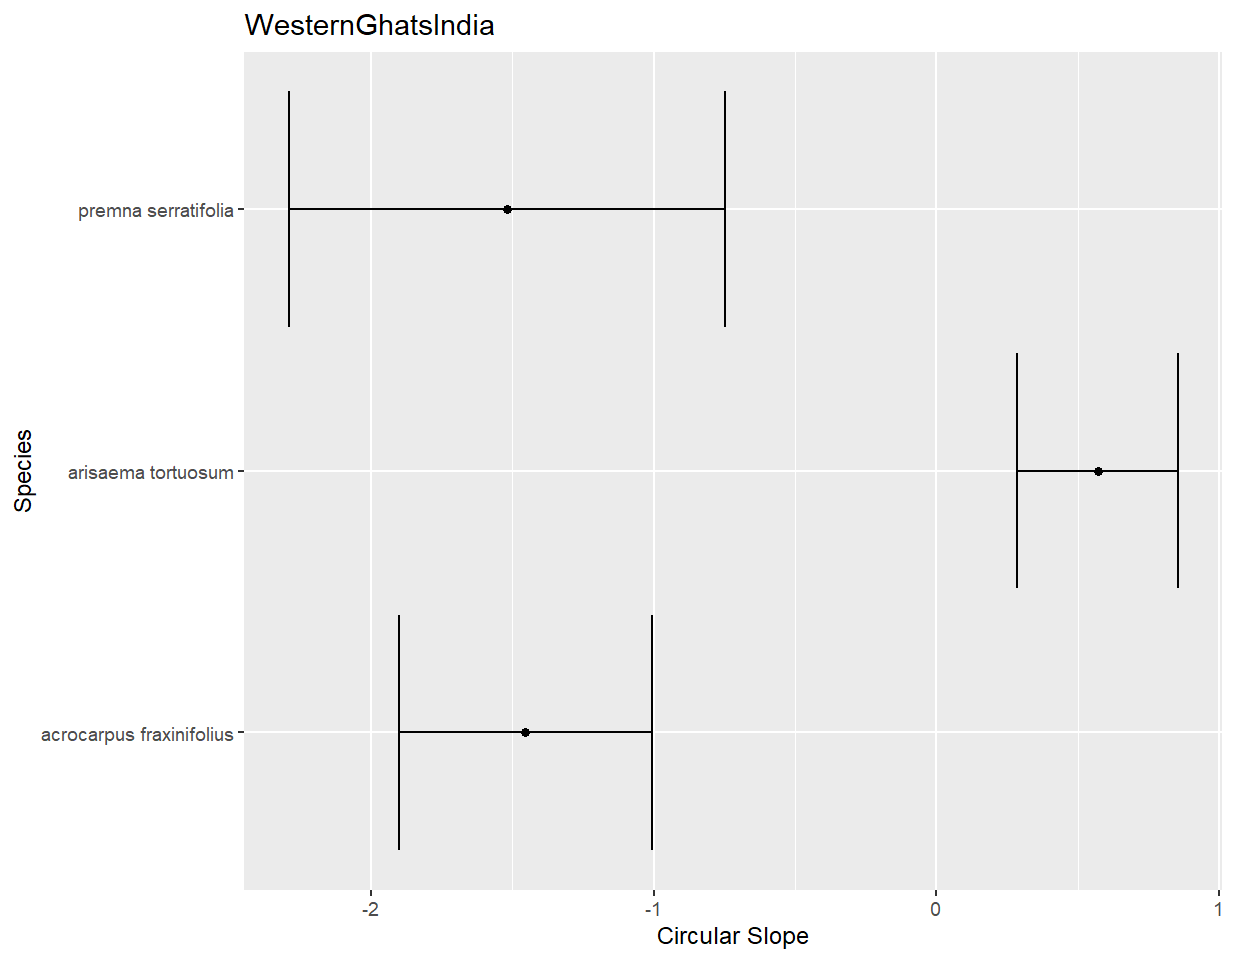 WesternGhatsIndia
premna serratifolia
arisaema tortuosum
acrocarpus fraxinifolius
Species
-2 -1 0 1
Circular Slope